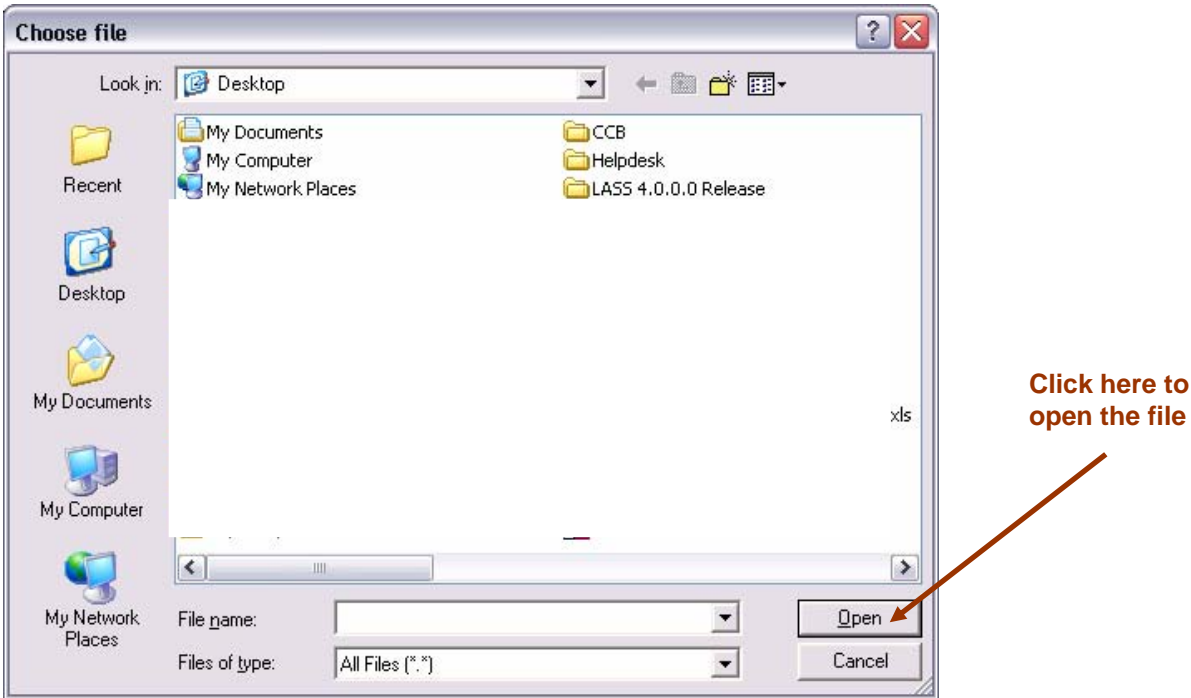 Choose file
Look in:
Desktop
My Documents
CCB
My Computer
Helpdesk
My Network Places
LASS 4.0.0.0 Release
Recent
Desktop
My Documents
xls
My Computer
My Network
Places
File name:
Open
Files of type:
All Files (*.*)
Cancel
Click here to
open the file